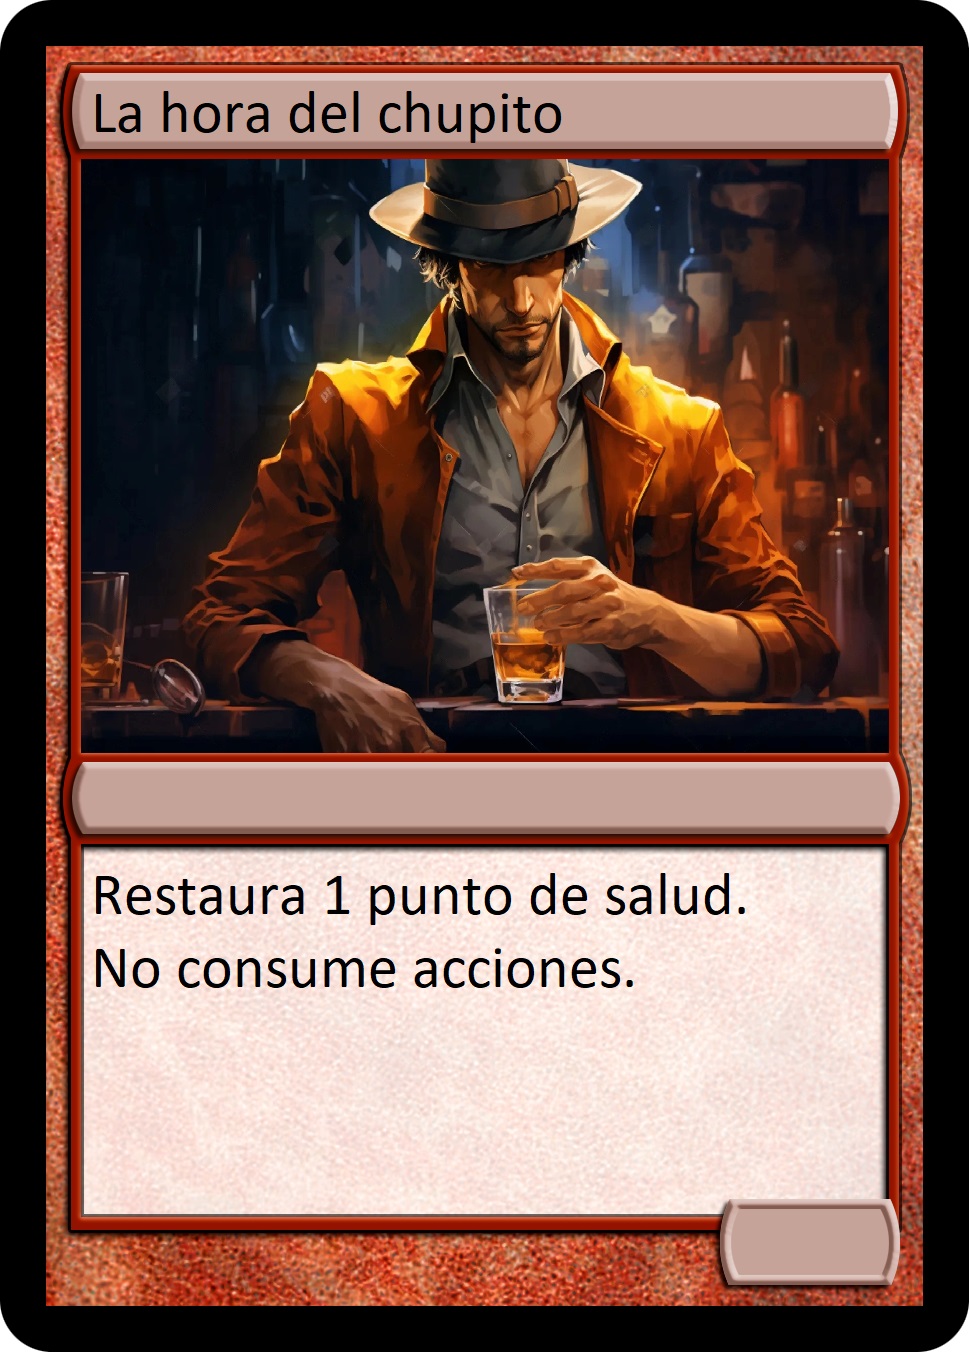 La hora del chupito
Restaura 1 punto de salud.
No consume acciones.